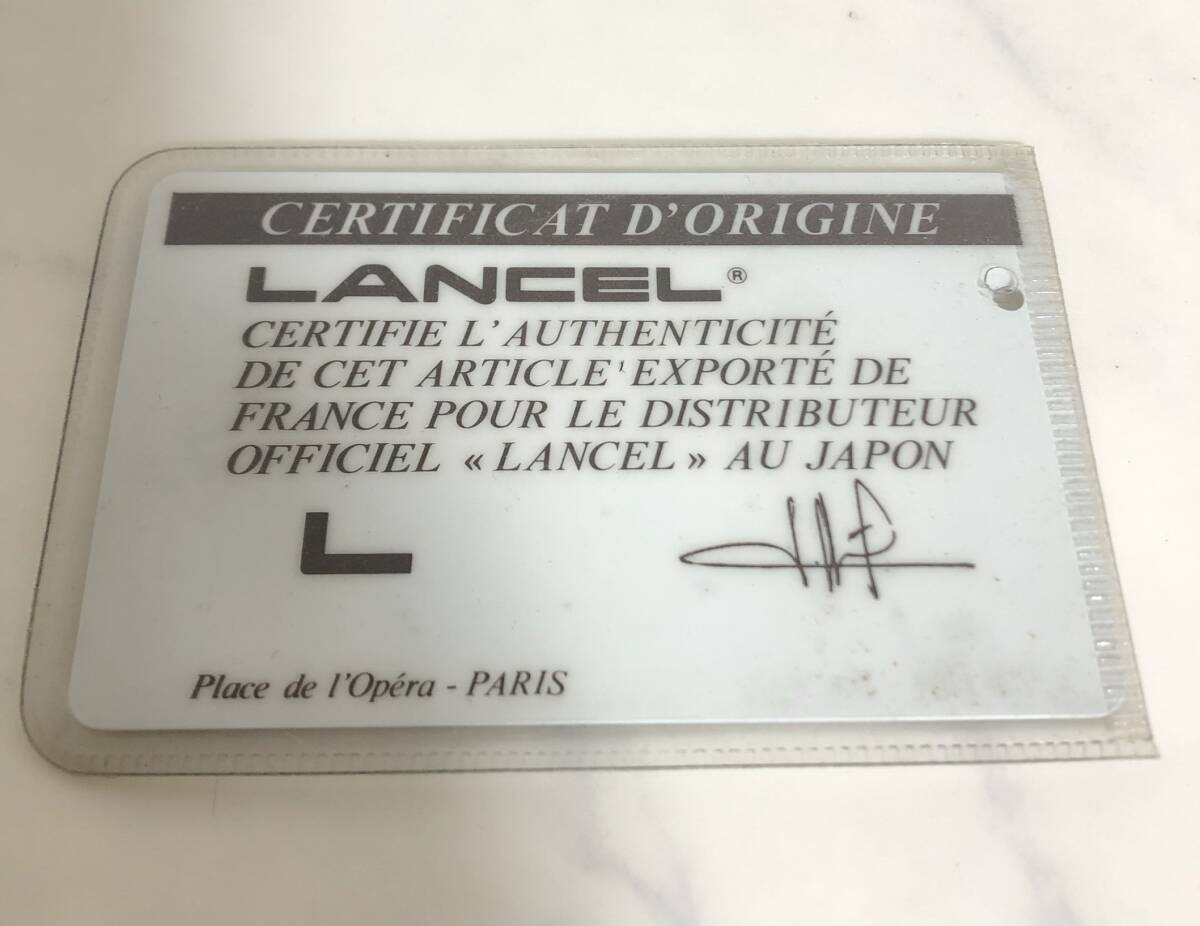 CERTIFICAT D'ORIGINE
LANCEL®
CERTIFIE L'AUTHENTICITÉ
DE CET ARTICLE EXPORTÉ DE
FRANCE POUR LE DISTRIBUTEUR
OFFICIEL « LANCEL » AU JAPON
L
Place de l'Opéra - PARIS